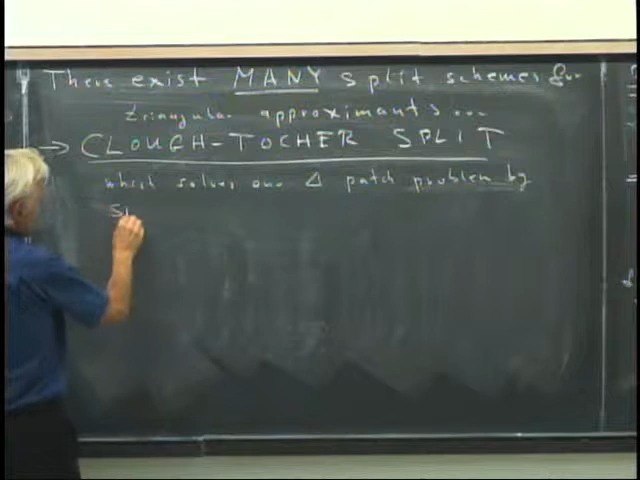 There exist MANY split schemes for
triangular approximants ...
→ CLOUGH-TOCHER SPLIT
which solves our Δ patch problem by